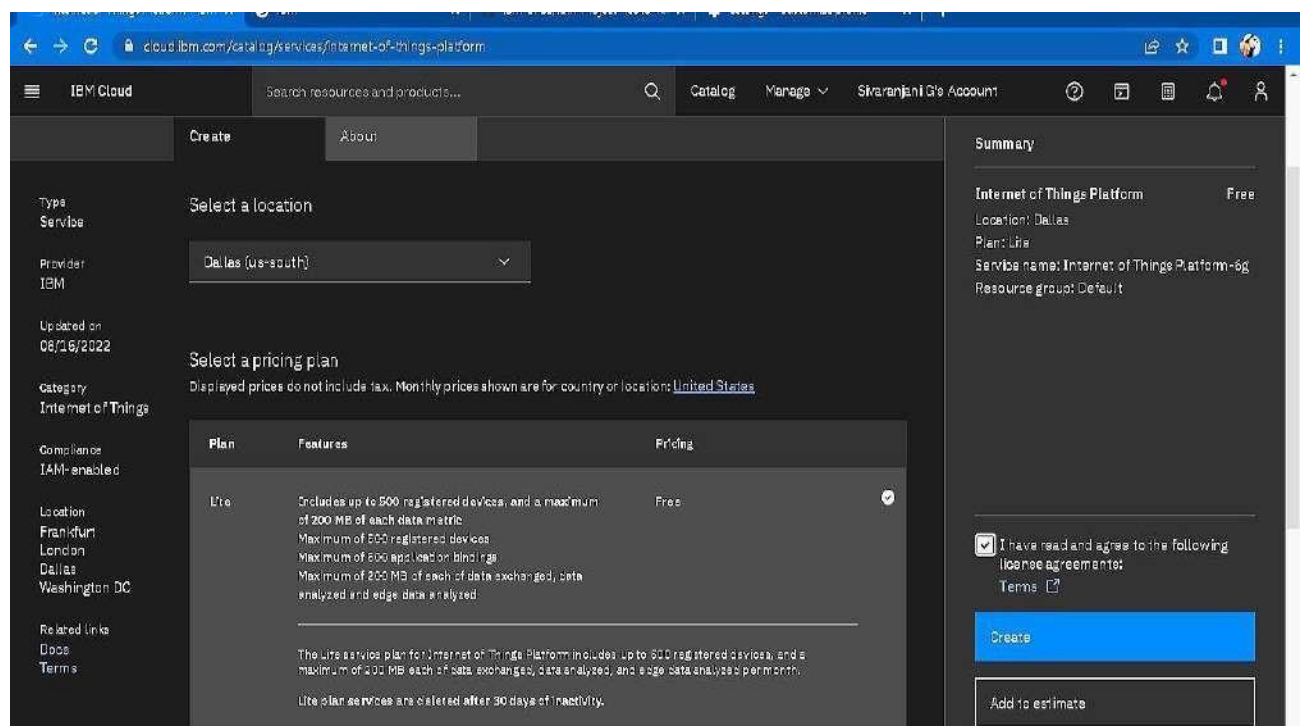 cloud.ibm.com/catalog/services/internet-of-things-platform
IBM Cloud
Search resources and products...
Catalog
Manage
Sivaranjani G's Account
Create
About
Type
Service
Provider
IBM
Updated on
08/16/2022
Category
Internet of Things
Compliance
IAM-enabled
Location
Frankfurt
London
Dallas
Washington DC
Related links
Docs
Terms
Select a location
Dallas (us-south)
Select a pricing plan
Displayed prices do not include tax. Monthly prices shown are for country or location: United States
Plan Features Pricing
Lite
Includes up to 500 registered devices, and a maximum
of 200 MB of each data metric
Maximum of 500 registered devices
Maximum of 500 application bindings
Maximum of 200 MB of each of data exchanged, data
analyzed and edge data analyzed
Free
The Lite service plan for Internet of Things Platform includes up to 500 registered devices, and a
maximum of 200 MB each of data exchanged, data analyzed, and edge data analyzed per month.
Lite plan services are deleted after 30 days of inactivity.
Summary
Internet of Things Platform Free
Location: Dallas
Plan: Lite
Service name: Internet of Things Platform-6g
Resource group: Default
I have read and agree to the following
license agreements:
Terms
Create
Add to estimate